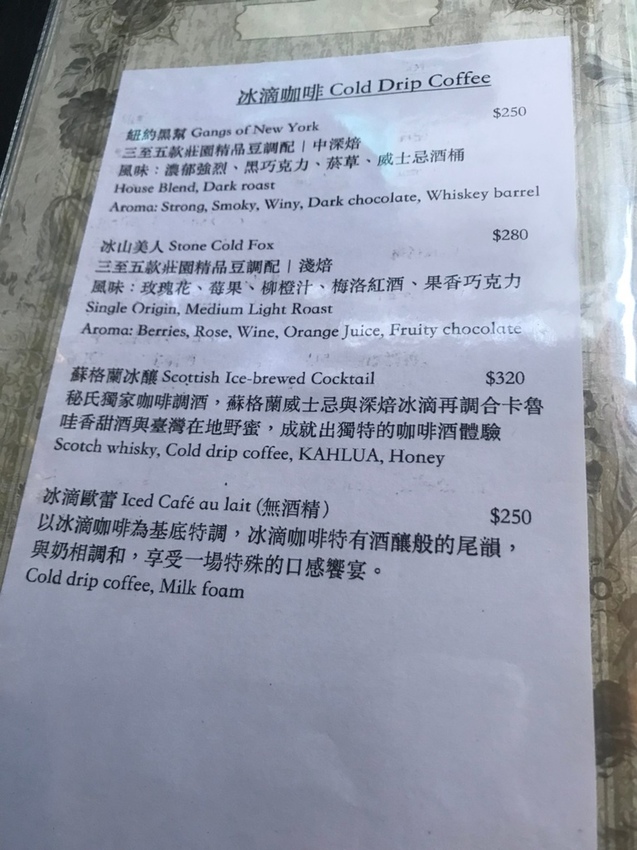 冰滴咖啡 Cold Drip Coffee
$250
紐約黑幫 Gangs of New York
三至五款莊園精品豆調配 | 中深焙
風味：濃郁強烈、黑巧克力、菸草、威士忌酒桶
House Blend, Dark roast
Aroma: Strong, Smoky, Winy, Dark chocolate, Whiskey barrel
冰山美人 Stone Cold Fox $280
三至五款莊園精品豆調配 | 淺焙
風味：玫瑰花、莓果、柳橙汁、梅洛紅酒、果香巧克力
Single Origin, Medium Light Roast
Aroma: Berries, Rose, Wine, Orange Juice, Fruity chocolate
蘇格蘭冰釀 Scottish Ice-brewed Cocktail $320
秘氏獨家咖啡調酒，蘇格蘭威士忌與深焙冰滴再調合卡魯
哇香甜酒與臺灣在地野蜜，成就出獨特的咖啡酒體驗
Scotch whisky, Cold drip coffee, KAHLUA, Honey
冰滴歐蕾 Iced Café au lait (無酒精) $250
以冰滴咖啡為基底特調，冰滴咖啡特有酒釀般的尾韻，
與奶相調和，享受一場特殊的口感饗宴。
Cold drip coffee, Milk foam